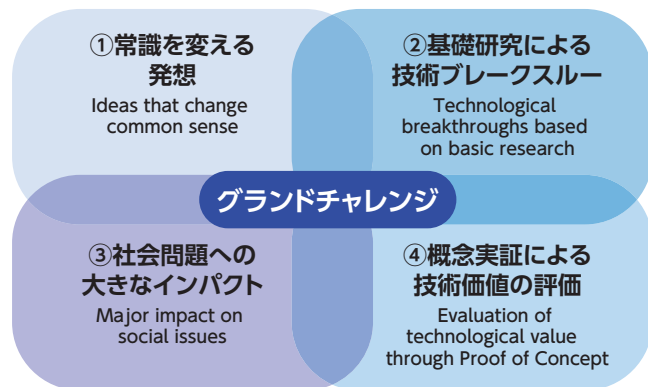 ①常識を変える
発想
Ideas that change
common sense
②基礎研究による
技術ブレークスルー
Technological
breakthroughs based
on basic research
グランドチャレンジ
③社会問題への
大きなインパクト
Major impact on
social issues
④概念実証による
技術価値の評価
Evaluation of
technological value
through Proof of Concept